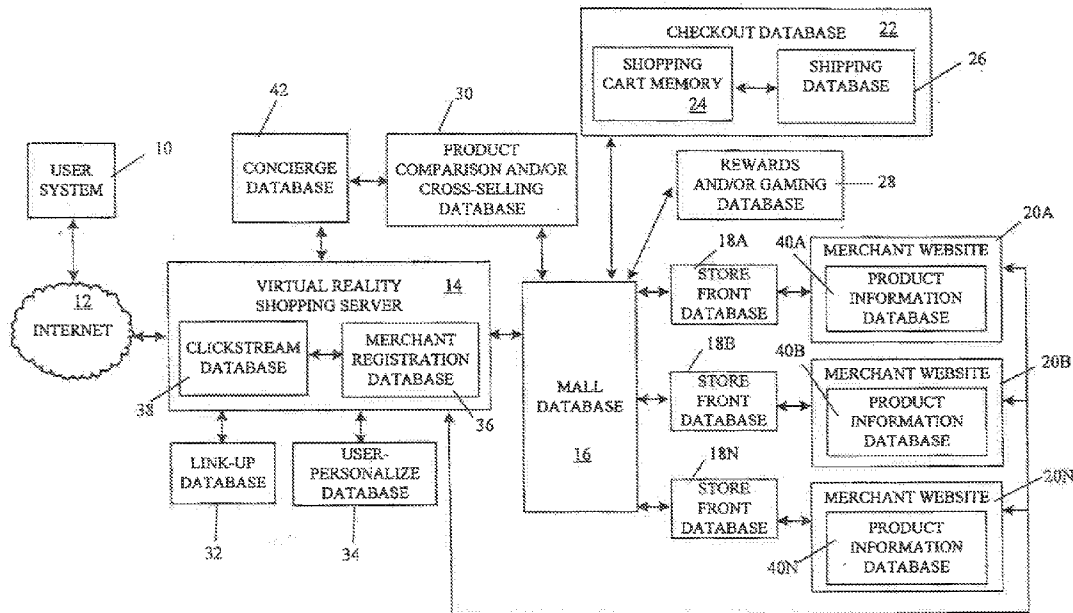 CHECKOUT DATABASE 22
SHOPPING
CART MEMORY
24
SHIPPING
DATABASE
26
42
30
10
USER
SYSTEM
CONCIERGE
DATABASE
PRODUCT
COMPARISON AND/OR
CROSS-SELLING
DATABASE
REWARDS
AND/OR GAMING
DATABASE
28
20A
18A
40A
MERCHANT WEBSITE
STORE
FRONT
DATABASE
PRODUCT
INFORMATION
DATABASE
12
INTERNET
VIRTUAL REALITY
SHOPPING SERVER
14
CLICKSTREAM
DATABASE
MERCHANT
REGISTRATION
DATABASE
38
36
MALL
DATABASE
16
18B
40B
20B
STORE
FRONT
DATABASE
MERCHANT WEBSITE
PRODUCT
INFORMATION
DATABASE
LINK-UP
DATABASE
USER-
PERSONALIZE
DATABASE
32
34
18N
STORE
FRONT
DATABASE
MERCHANT WEBSITE
20N
PRODUCT
INFORMATION
DATABASE
40N